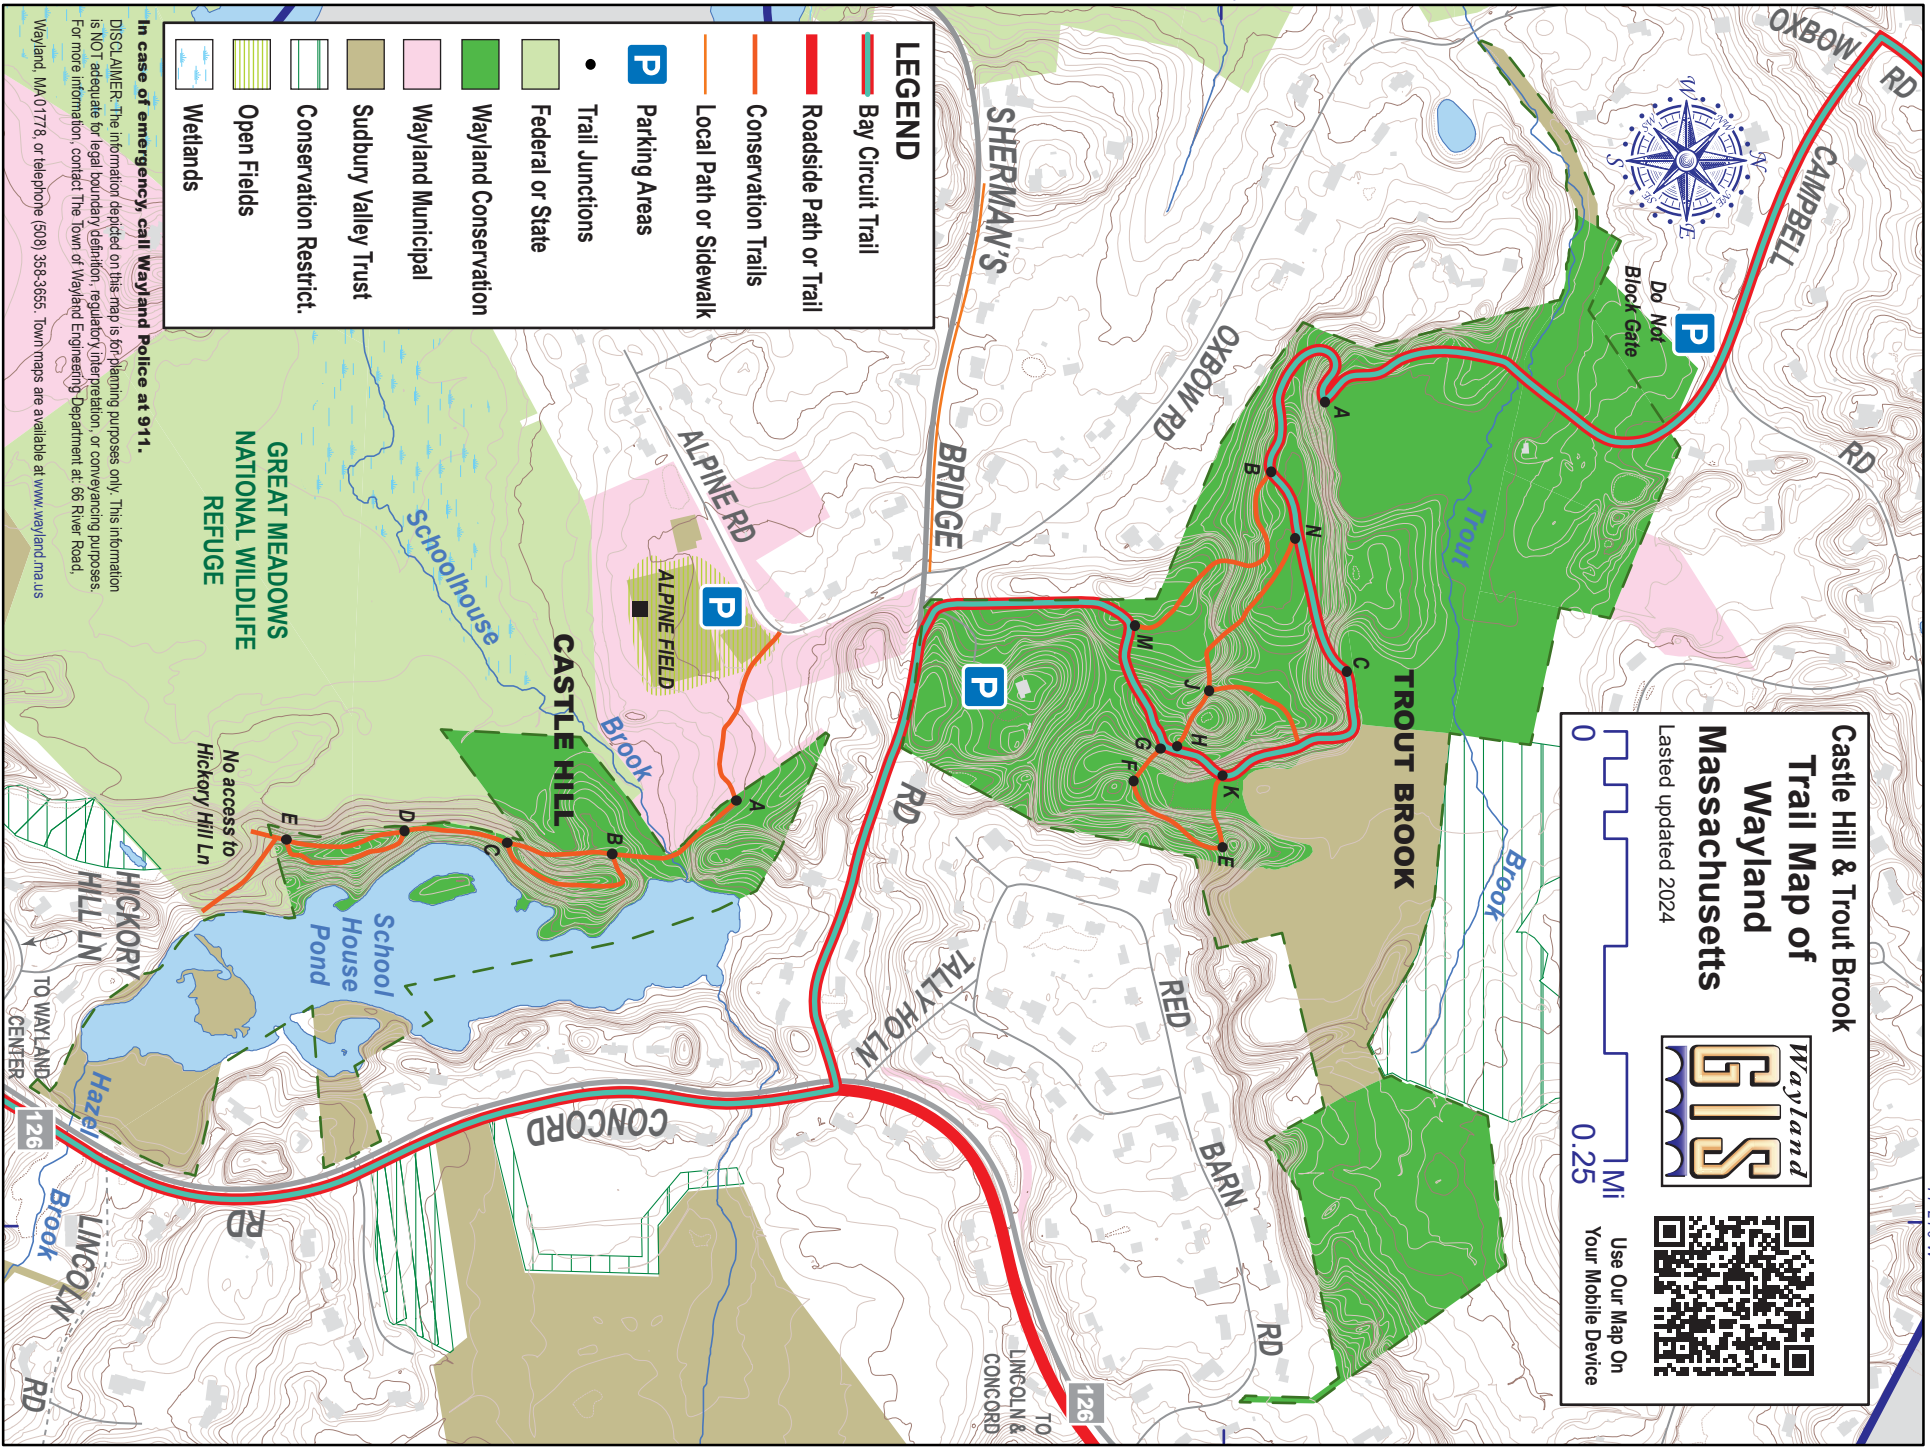 Castle Hill & Trout Brook
Trail Map of
Wayland
Massachusetts
Lasted updated 2024
0
0.25
Mi
Wayland
GIS
Use Our Map On
Your Mobile Device
OXBOW
RD
CAMPBELL
RD
N
NE
E
SE
S
SW
W
NW
P
Do Not
Block Gate
Trout
Brook
TROUT BROOK
A
B
N
C
M
J
H
G
F
K
E
P
OXBOW RD
SHERMAN'S
BRIDGE
RD
TALLY HO LN
RED
BARN
RD
TO
LINCOLN &
CONCORD
126
ALPINE RD
P
ALPINE FIELD
CASTLE HILL
Schoolhouse
Brook
A
B
C
D
E
No access to
Hickory Hill Ln
GREAT MEADOWS
NATIONAL WILDLIFE
REFUGE
School
House
Pond
HICKORY
HILL LN
TO WAYLAND
CENTER
126
Hazel
Brook
CONCORD
RD
LINCOLN
RD
LEGEND
Bay Circuit Trail
Roadside Path or Trail
Conservation Trails
Local Path or Sidewalk
P
Parking Areas
Trail Junctions
Federal or State
Wayland Conservation
Wayland Municipal
Sudbury Valley Trust
Conservation Restrict.
Open Fields
Wetlands
In case of emergency, call Wayland Police at 911.
DISCLAIMER: The information depicted on this map is for planning purposes only. This information
is NOT adequate for legal boundary definition, regulatory interpretation, or conveyancing purposes.
For more information, contact The Town of Wayland Engineering Department at: 66 River Road,
Wayland, MA 01778, or telephone (508) 358-3655. Town maps are available at www.wayland.ma.us